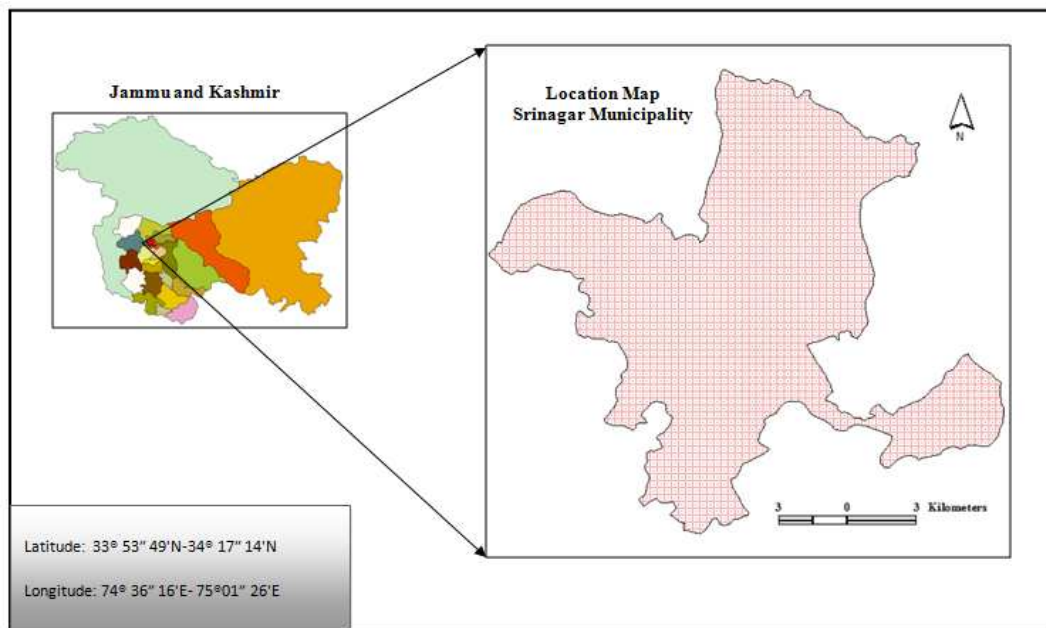 Jammu and Kashmir
Location Map
Srinagar Municipality
N
3 0 3 Kilometers
Latitude: 33º 53” 49'N-34º 17” 14'N
Longitude: 74º 36” 16'E- 75º01” 26'E